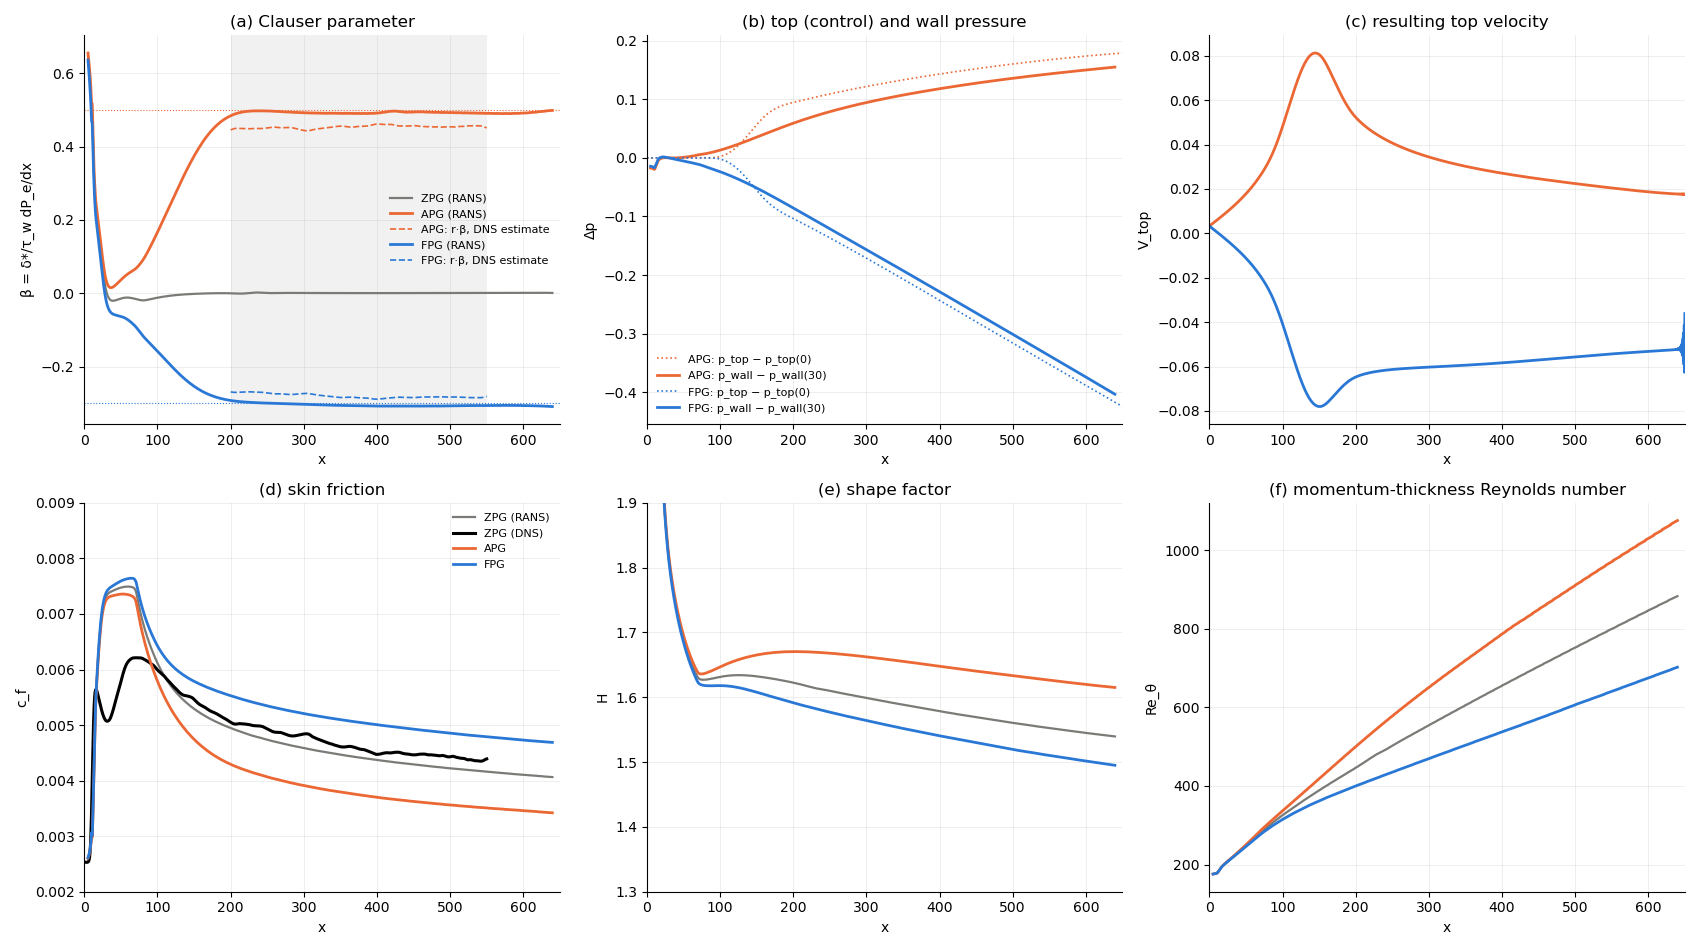 (a) Clauser parameter
β = δ*/τ_w dP_e/dx
0.6
0.4
0.2
0.0
−0.2
0 100 200 300 400 500 600
x
ZPG (RANS)
APG (RANS)
APG: r·β, DNS estimate
FPG (RANS)
FPG: r·β, DNS estimate
(b) top (control) and wall pressure
Δp
0.2
0.1
0.0
−0.1
−0.2
−0.3
−0.4
0 100 200 300 400 500 600
x
APG: p_top − p_top(0)
APG: p_wall − p_wall(30)
FPG: p_top − p_top(0)
FPG: p_wall − p_wall(30)
(c) resulting top velocity
V_top
0.08
0.06
0.04
0.02
0.00
−0.02
−0.04
−0.06
−0.08
0 100 200 300 400 500 600
x
(d) skin friction
c_f
0.009
0.008
0.007
0.006
0.005
0.004
0.003
0.002
0 100 200 300 400 500 600
x
ZPG (RANS)
ZPG (DNS)
APG
FPG
(e) shape factor
H
1.9
1.8
1.7
1.6
1.5
1.4
1.3
0 100 200 300 400 500 600
x
(f) momentum-thickness Reynolds number
Re_θ
1000
800
600
400
200
0 100 200 300 400 500 600
x